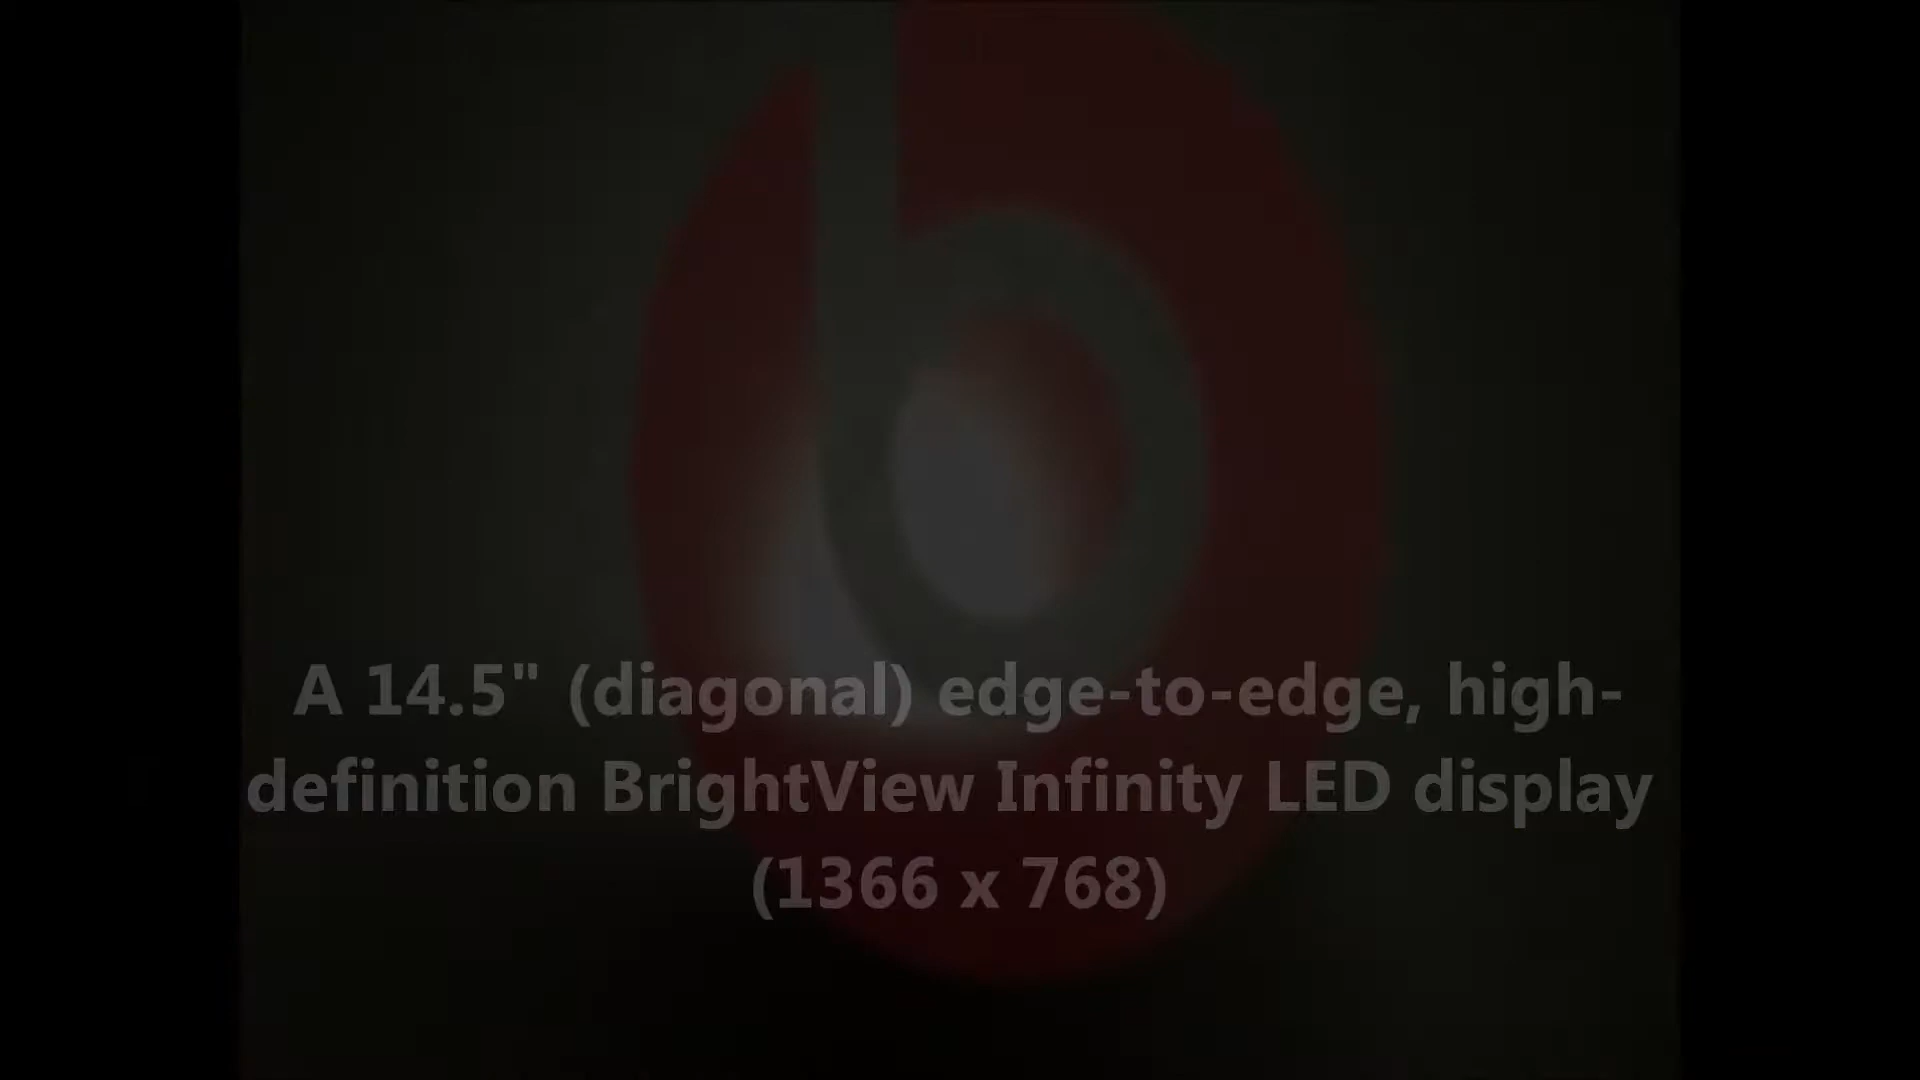 A 14.5" (diagonal) edge-to-edge, high-
definition BrightView Infinity LED display
(1366 x 768)